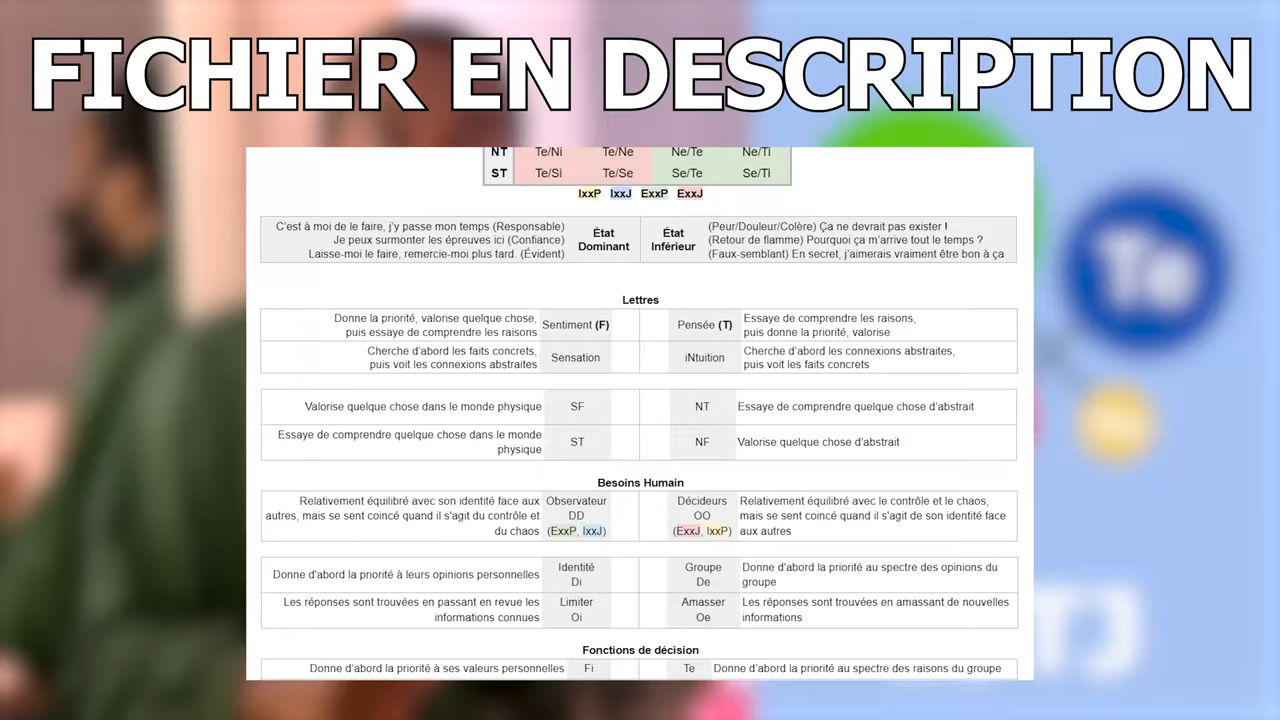 FICHIER EN DESCRIPTION
NT Te/Ni Te/Ne Ne/Te Ne/Ti
ST Te/Si Te/Se Se/Te Se/Ti
IxxP IxxJ ExxP ExxJ
C'est à moi de le faire, j'y passe mon temps (Responsable)
Je peux surmonter les épreuves ici (Confiance)
Laisse-moi le faire, remercie-moi plus tard. (Évident)
État
Dominant
État
Inférieur
(Peur/Douleur/Colère) Ça ne devrait pas exister !
(Retour de flamme) Pourquoi ça m'arrive tout le temps ?
(Faux-semblant) En secret, j'aimerais vraiment être bon à ça
Lettres
Donne la priorité, valorise quelque chose,
puis essaye de comprendre les raisons
Sentiment (F)
Pensée (T)
Essaye de comprendre les raisons,
puis donne la priorité, valorise
Cherche d'abord les faits concrets,
puis voit les connexions abstraites
Sensation
iNtuition
Cherche d'abord les connexions abstraites,
puis voit les faits concrets
Valorise quelque chose dans le monde physique
SF
NT
Essaye de comprendre quelque chose d'abstrait
Essaye de comprendre quelque chose dans le monde
physique
ST
NF
Valorise quelque chose d'abstrait
Besoins Humain
Relativement équilibré avec son identité face aux
autres, mais se sent coincé quand il s'agit du contrôle et
du chaos
Observateur
DD
(ExxP, IxxJ)
Décideurs
OO
(ExxJ, IxxP)
Relativement équilibré avec le contrôle et le chaos,
mais se sent coincé quand il s'agit de son identité face
aux autres
Donne d'abord la priorité à leurs opinions personnelles
Identité
Di
Groupe
De
Donne d'abord la priorité au spectre des opinions du
groupe
Les réponses sont trouvées en passant en revue les
informations connues
Limiter
Oi
Amasser
Oe
Les réponses sont trouvées en amassant de nouvelles
informations
Fonctions de décision
Donne d'abord la priorité à ses valeurs personnelles
Fi
Te
Donne d'abord la priorité au spectre des raisons du groupe
Te